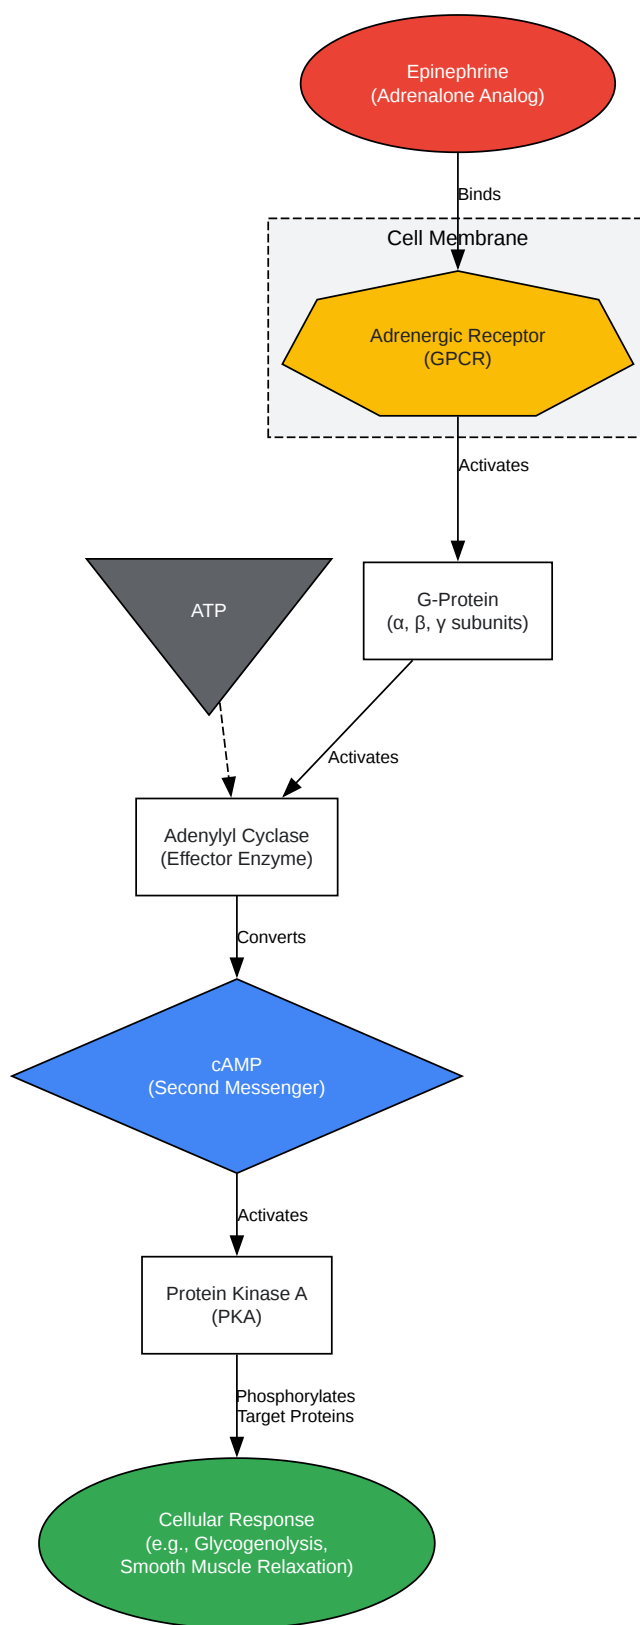 Epinephrine
(Adrenalone Analog)
Binds
Cell Membrane
Adrenergic Receptor
(GPCR)
Activates
ATP
G-Protein
(α, β, γ subunits)
Activates
Adenylyl Cyclase
(Effector Enzyme)
Converts
cAMP
(Second Messenger)
Activates
Protein Kinase A
(PKA)
Phosphorylates
Target Proteins
Cellular Response
(e.g., Glycogenolysis,
Smooth Muscle Relaxation)